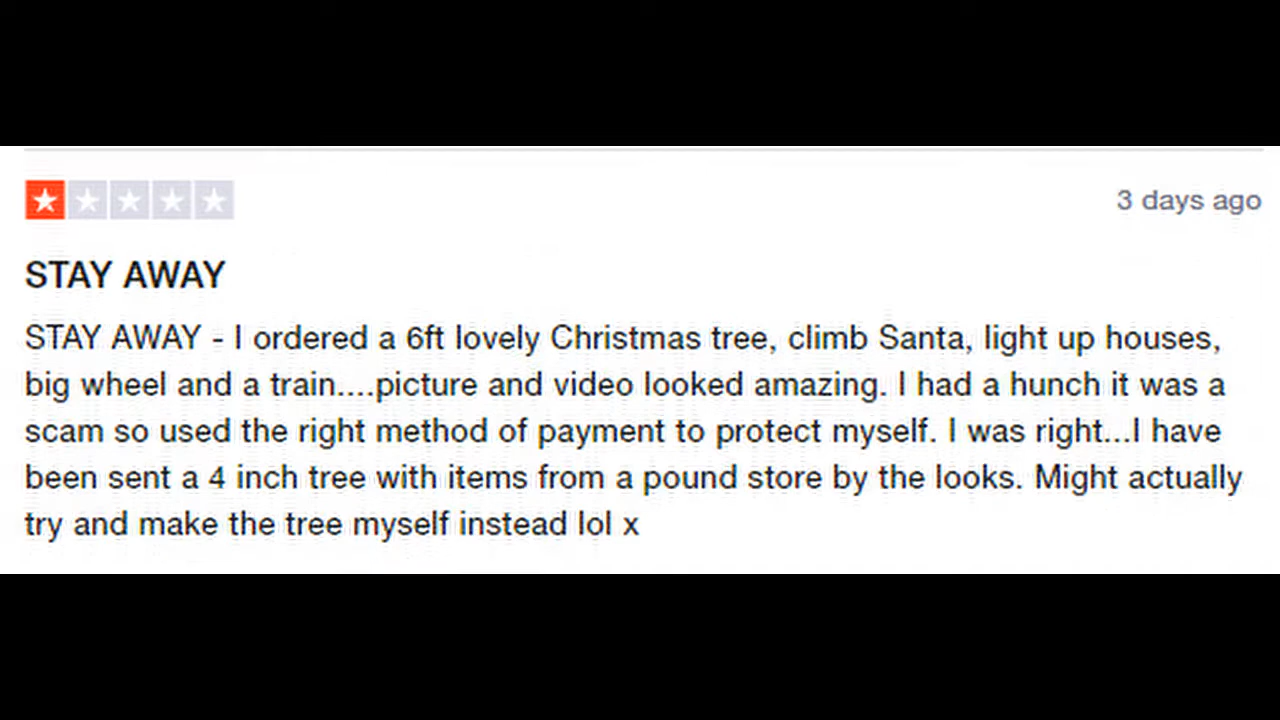 3 days ago
STAY AWAY
STAY AWAY - I ordered a 6ft lovely Christmas tree, climb Santa, light up houses,
big wheel and a train....picture and video looked amazing. I had a hunch it was a
scam so used the right method of payment to protect myself. I was right...I have
been sent a 4 inch tree with items from a pound store by the looks. Might actually
try and make the tree myself instead lol x